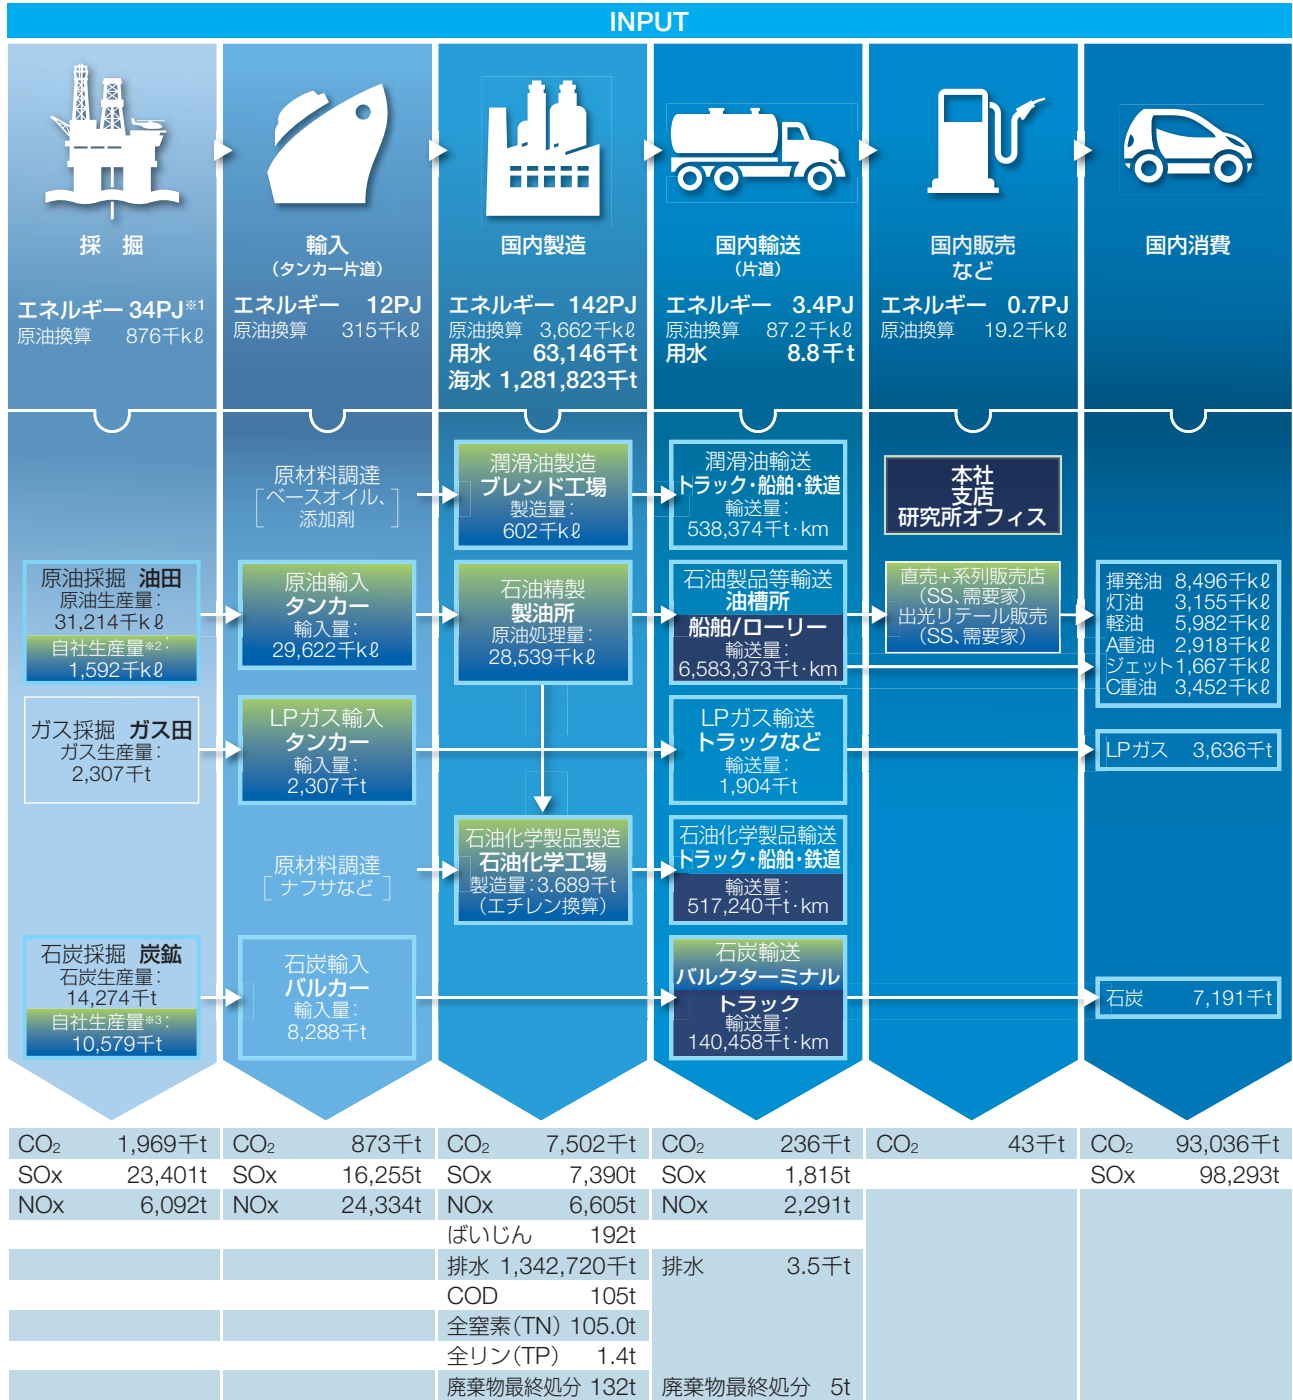 INPUT
採 掘
エネルギー 34PJ※1
原油換算 876千kℓ
輸入
（タンカー片道）
エネルギー 12PJ
原油換算 315千kℓ
国内製造
エネルギー 142PJ
原油換算 3,662千kℓ
用水 63,146千t
海水 1,281,823千t
国内輸送
（片道）
エネルギー 3.4PJ
原油換算 87.2千kℓ
用水 8.8千t
国内販売
など
エネルギー 0.7PJ
原油換算 19.2千kℓ
国内消費
原材料調達
［ベースオイル、
添加剤］
潤滑油製造
ブレンド工場
製造量：
602千kℓ
潤滑油輸送
トラック・船舶・鉄道
輸送量：
538,374千t・km
本社
支店
研究所オフィス
原油採掘 油田
原油生産量：
31,214千kℓ
自社生産量※2：
1,592千kℓ
原油輸入
タンカー
輸入量：
29,622千kℓ
石油精製
製油所
原油処理量：
28,539千kℓ
石油製品等輸送
油槽所
船舶/ローリー
輸送量：
6,583,373千t・km
直売+系列販売店
（SS、需要家）
出光リテール販売
（SS、需要家）
揮発油 8,496千kℓ
灯油 3,155千kℓ
軽油 5,982千kℓ
A重油 2,918千kℓ
ジェット 1,667千kℓ
C重油 3,452千kℓ
ガス採掘 ガス田
ガス生産量：
2,307千t
LPガス輸入
タンカー
輸入量：
2,307千t
LPガス輸送
トラックなど
輸送量：
1,904千t
LPガス 3,636千t
原材料調達
［ナフサなど］
石油化学製品製造
石油化学工場
製造量：3.689千t
（エチレン換算）
石油化学製品輸送
トラック・船舶・鉄道
輸送量：
517,240千t・km
石炭採掘 炭鉱
石炭生産量：
14,274千t
自社生産量※3：
10,579千t
石炭輸入
バルカー
輸入量：
8,288千t
石炭輸送
バルクターミナル
トラック
輸送量：
140,458千t・km
石炭 7,191千t
CO2 1,969千t CO2 873千t CO2 7,502千t CO2 236千t CO2 43千t CO2 93,036千t
SOx 23,401t SOx 16,255t SOx 7,390t SOx 1,815t SOx 98,293t
NOx 6,092t NOx 24,334t NOx 6,605t NOx 2,291t
ばいじん 192t
排水 1,342,720千t 排水 3.5千t
COD 105t
全窒素（TN） 105.0t
全リン（TP） 1.4t
廃棄物最終処分 132t 廃棄物最終処分 5t